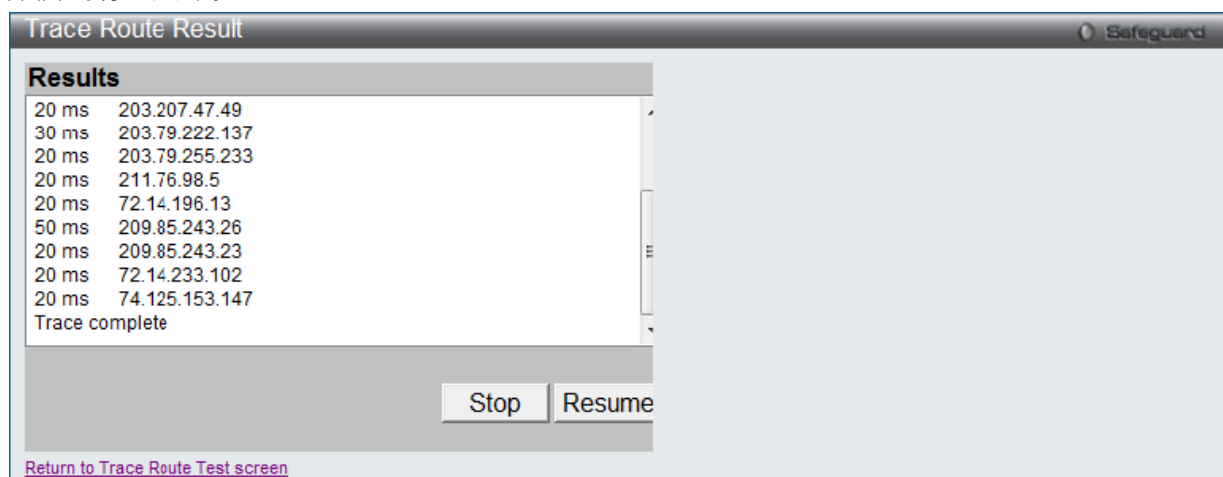 Trace Route Result
Safeguard
Results
20 ms 203.207.47.49
30 ms 203.79.222.137
20 ms 203.79.255.233
20 ms 211.76.98.5
20 ms 72.14.196.13
50 ms 209.85.243.26
20 ms 209.85.243.23
20 ms 72.14.233.102
20 ms 74.125.153.147
Trace complete
Stop Resume
Return to Trace Route Test screen